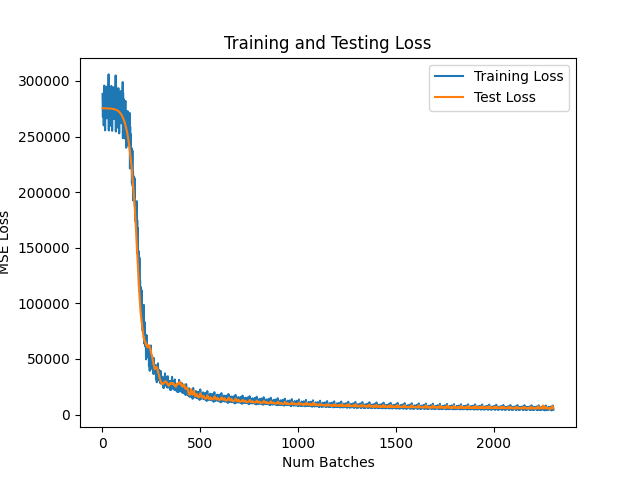 Training and Testing Loss
Training Loss
Test Loss
300000
250000
200000
150000
100000
50000
0
MSE Loss
0 500 1000 1500 2000
Num Batches